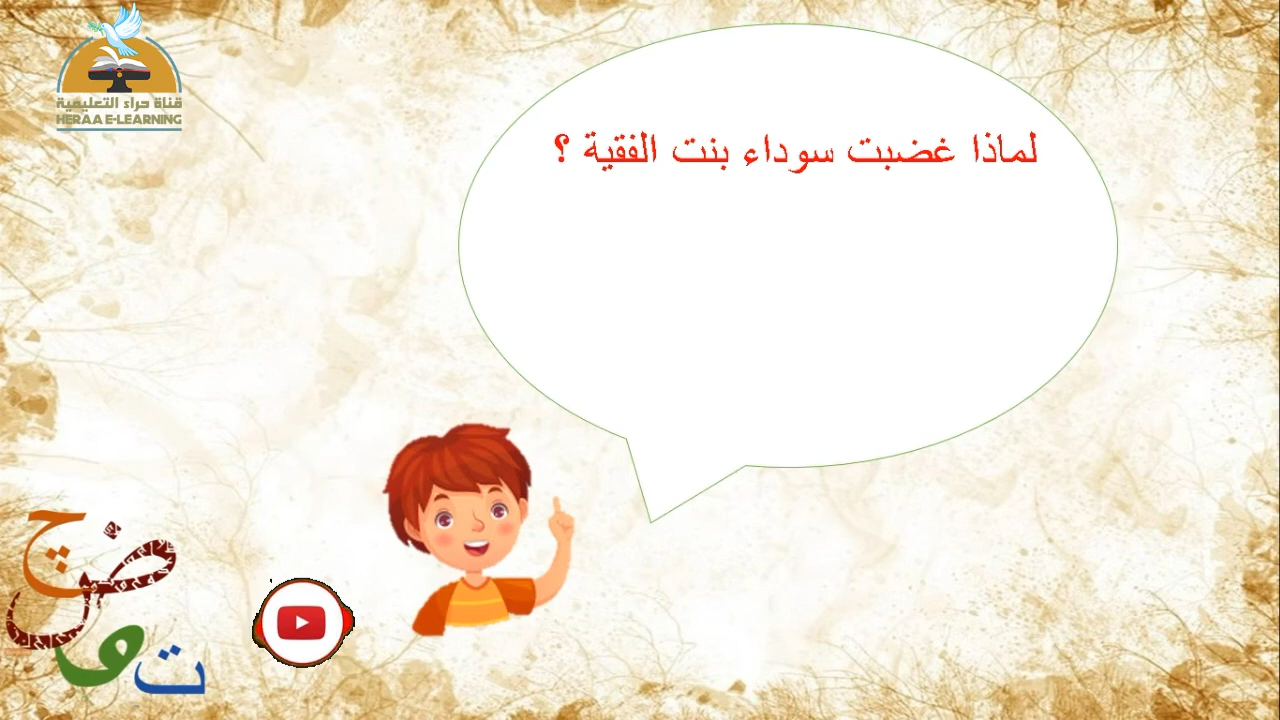 قناة حراء التعليمية
HERAA E-LEARNING
لماذا غضبت سوداء بنت الفقية ؟
ض
ج
و
ت